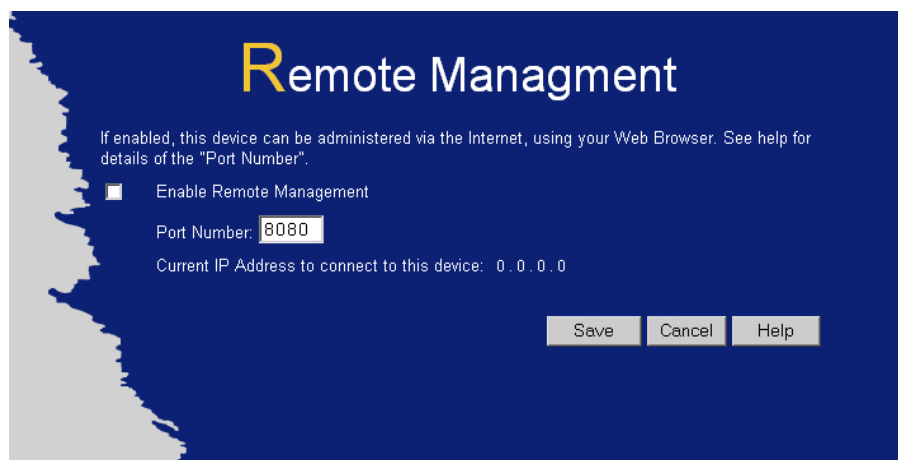 Remote Managment
If enabled, this device can be administered via the Internet, using your Web Browser. See help for
details of the "Port Number".
Enable Remote Management
Port Number: 8080
Current IP Address to connect to this device: 0 . 0 . 0 . 0
Save Cancel Help